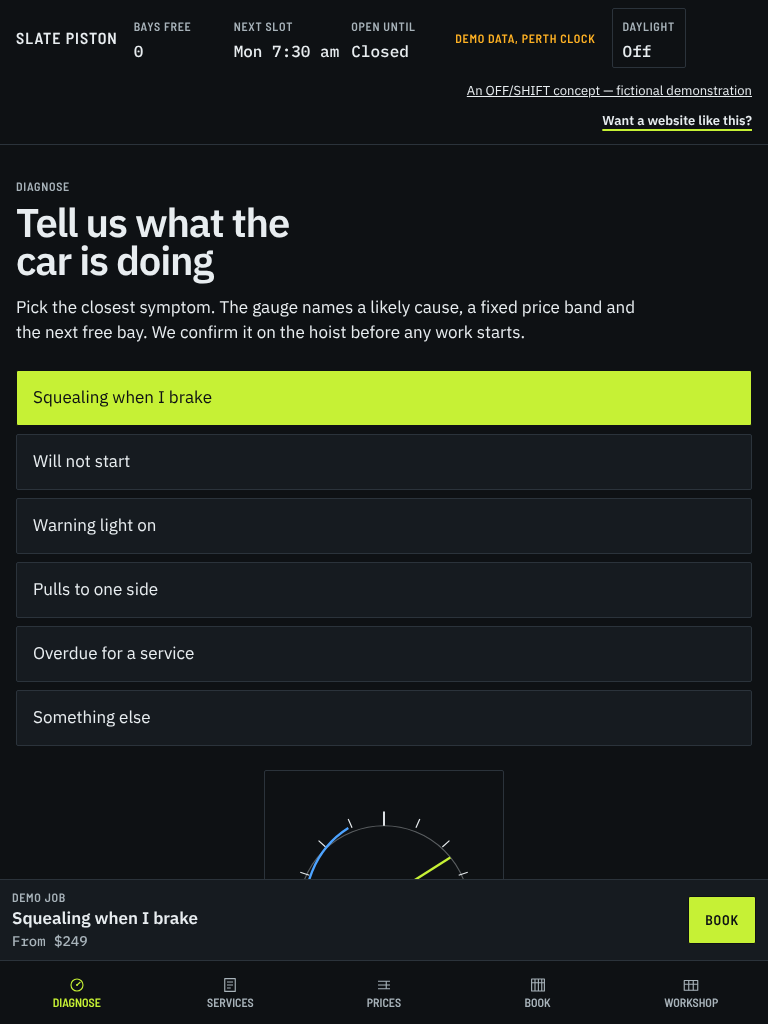 SLATE PISTON
BAYS FREE
0
NEXT SLOT
Mon 7:30 am
OPEN UNTIL
Closed
DEMO DATA, PERTH CLOCK
DAYLIGHT
Off
An OFF/SHIFT concept — fictional demonstration
Want a website like this?
DIAGNOSE
Tell us what the
car is doing
Pick the closest symptom. The gauge names a likely cause, a fixed price band and
the next free bay. We confirm it on the hoist before any work starts.
Squealing when I brake
Will not start
Warning light on
Pulls to one side
Overdue for a service
Something else
DEMO JOB
Squealing when I brake
From $249
BOOK
DIAGNOSE
SERVICES
PRICES
BOOK
WORKSHOP